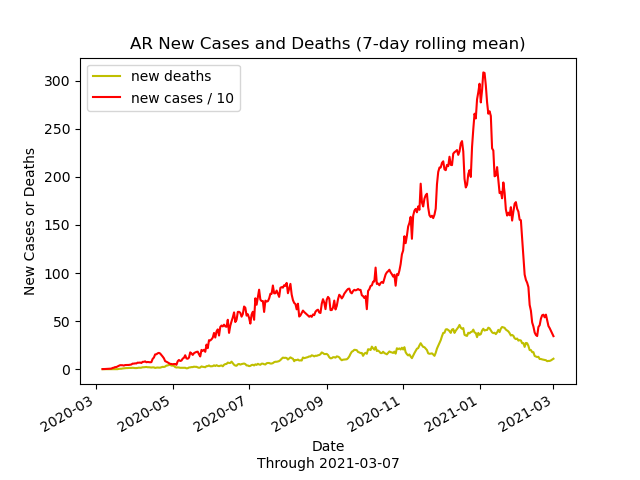 AR New Cases and Deaths (7-day rolling mean)
new deaths
new cases / 10
New Cases or Deaths
300
250
200
150
100
50
0
2020-03
2020-05
2020-07
2020-09
2020-11
2021-01
2021-03
Date
Through 2021-03-07